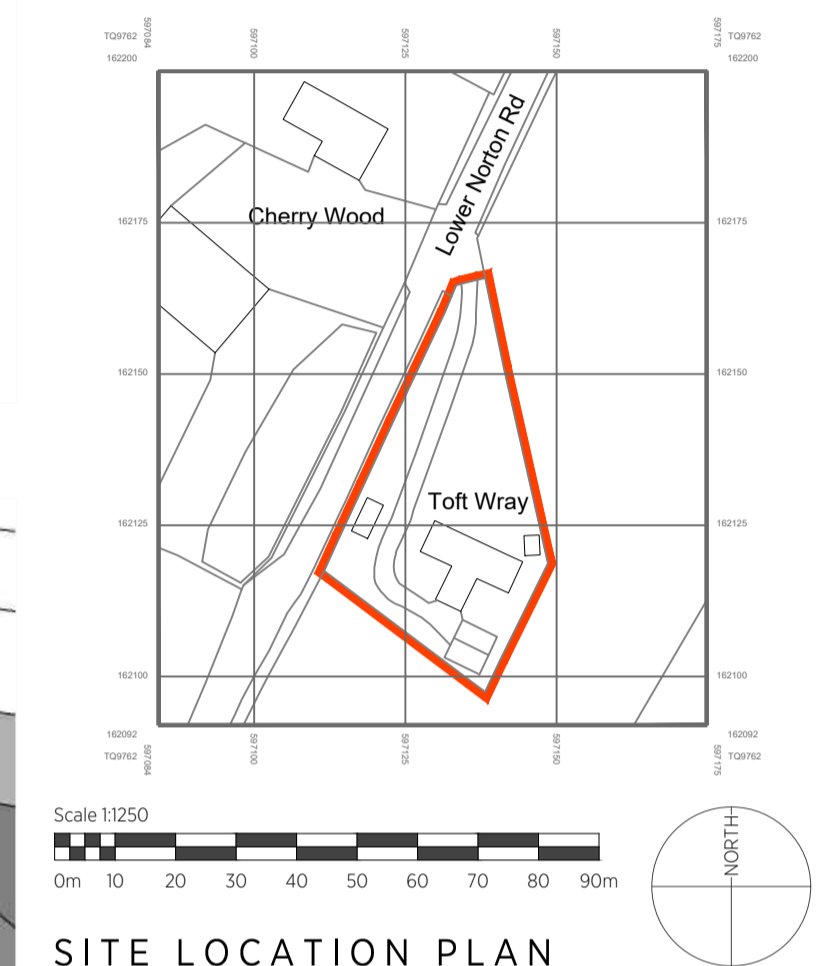 597084
597100
597125
597150
597175
TQ9762
162200
TQ9762
162200
Lower Norton Rd
Cherry Wood
162175
162175
162150
162150
Toft Wray
162125
162125
162100
162100
162092
TQ9762
162092
TQ9762
597084
597100
597125
597150
597175
Scale 1:1250
0m 10 20 30 40 50 60 70 80 90m
NORTH
SITE LOCATION PLAN